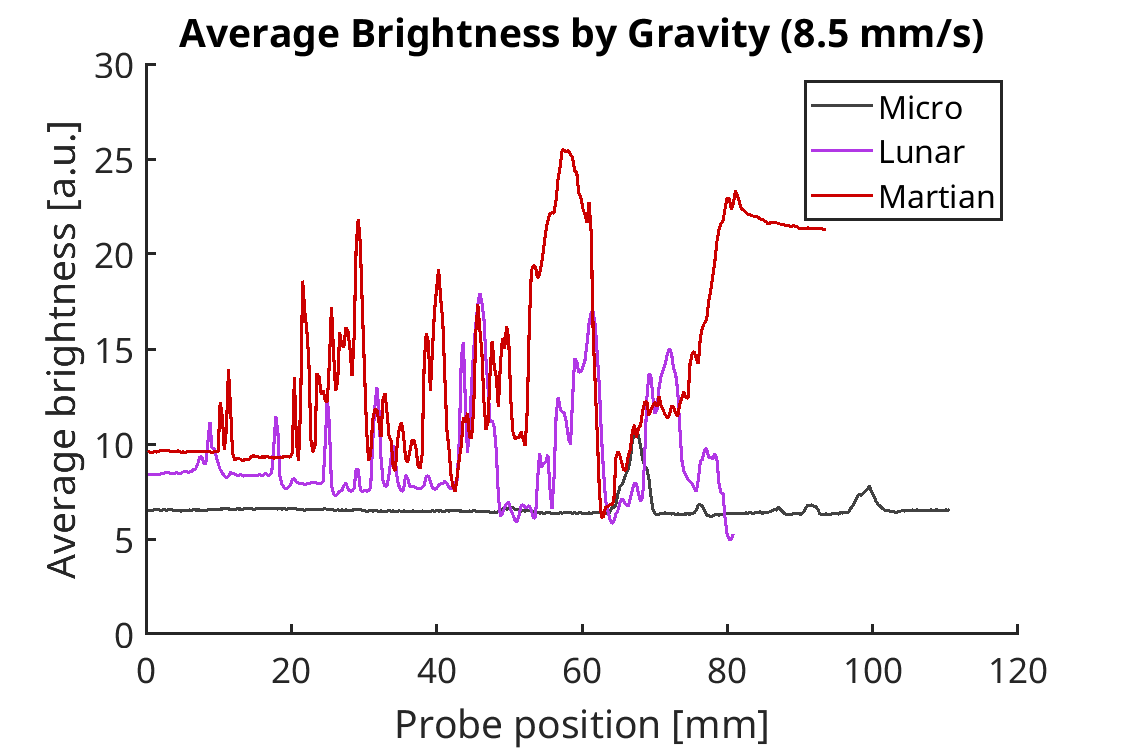 Average Brightness by Gravity (8.5 mm/s)
30
25
20
15
10
5
0
Average brightness [a.u.]
Micro
Lunar
Martian
0 20 40 60 80 100 120
Probe position [mm]